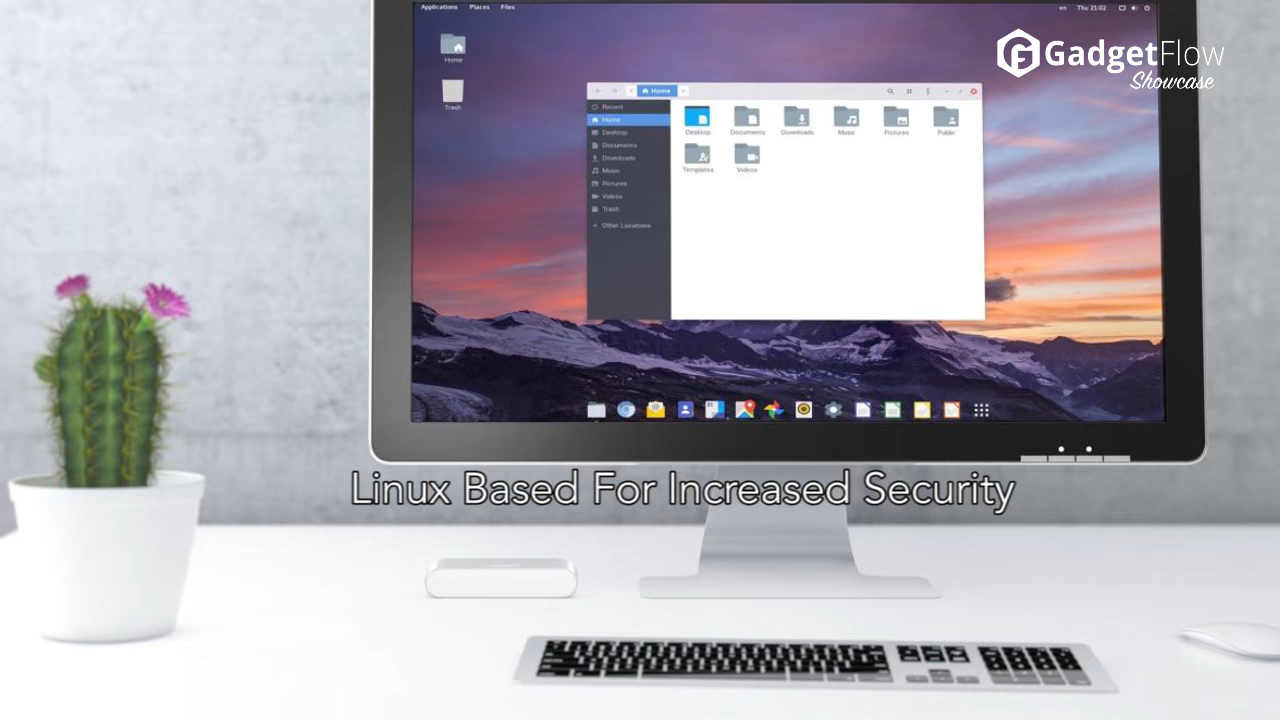 Applications Places Files
en Thu 21:02
GadgetFlow
Showcase
Home
Trash
Home
Recent
Home
Desktop
Documents
Downloads
Music
Pictures
Videos
Trash
Other Locations
Desktop Documents Downloads Music Pictures Public
Templates Videos
Linux Based For Increased Security